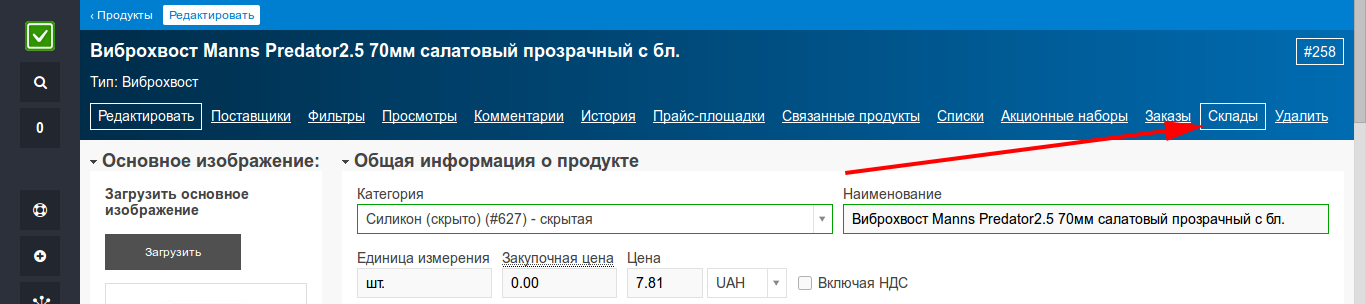 ‹ Продукты Редактировать
Виброхвост Manns Predator2.5 70мм салатовый прозрачный с бл.
#258
Тип: Виброхвост
0
Редактировать Поставщики Фильтры Просмотры Комментарии История Прайс-площадки Связанные продукты Списки Акционные наборы Заказы Склады Удалить
Основное изображение:
Загрузить основное
изображение
Загрузить
Общая информация о продукте
Категория
Силикон (скрыто) (#627) - скрытая
Наименование
Виброхвост Manns Predator2.5 70мм салатовый прозрачный с бл.
Единица измерения Закупочная цена Цена
шт. 0.00 7.81 UAH Включая НДС